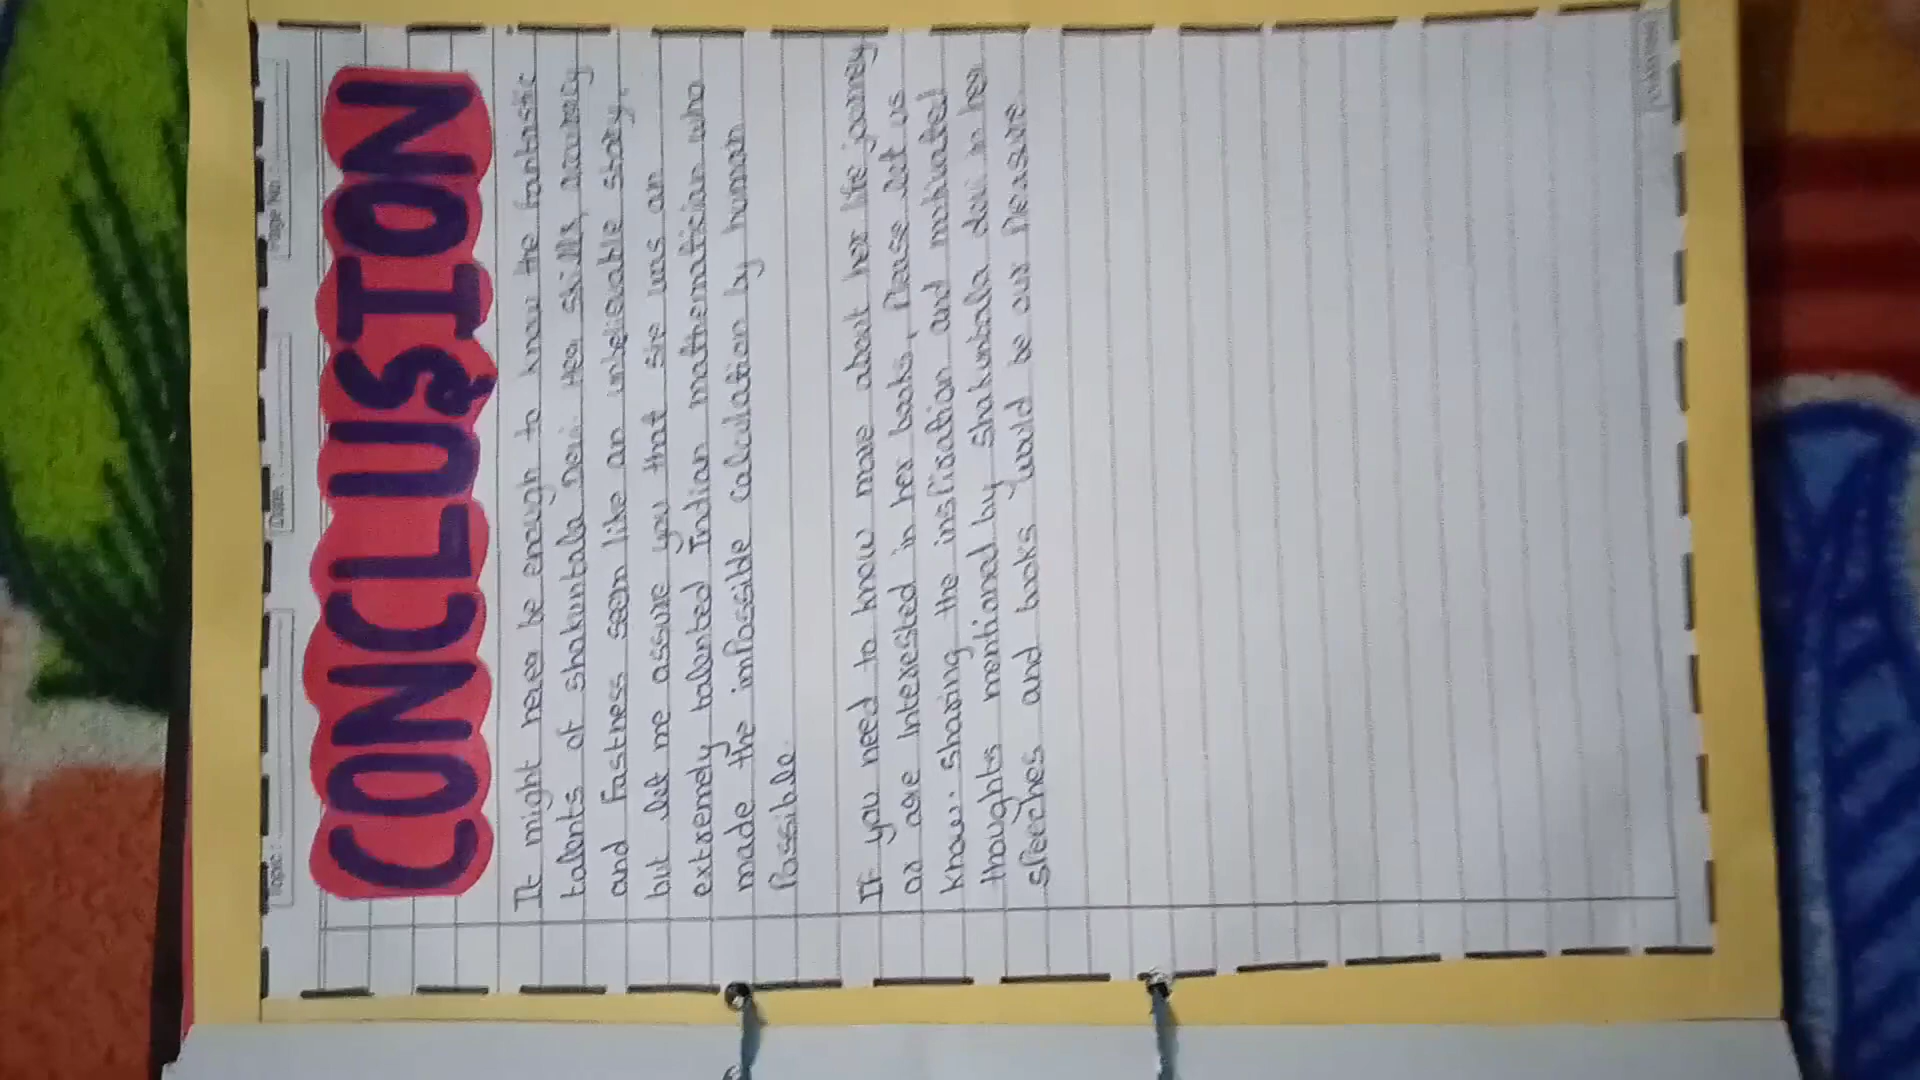 Topic:
Date:
Page No:
CONCLUSION
It might never be enough to know the fantastic
talents of shakuntala Devi. Her skills, accuracy
and Fastness seem like an unbelievable story.
but let me assure you that she was an
extremely talented Indian mathematician who
made the impossible calculation by human
Possible.
If you need to know more about her life journey
or are interested in her books, Please let us
know. sharing the inspiration and motivated
thoughts mentioned by shakuntala devi in her
speeches and books would be our Pleasure.